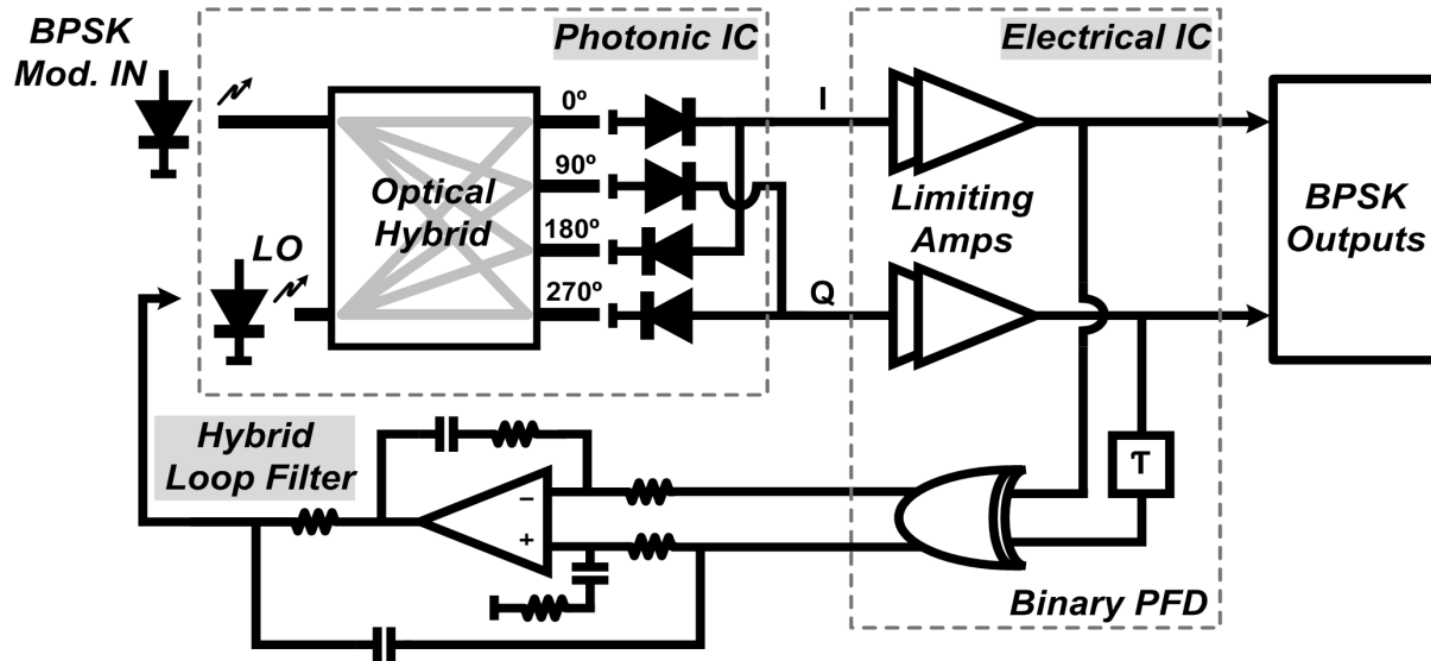 BPSK
Mod. IN
Photonic IC
Electrical IC
0º
90º
180º
270º
Optical
Hybrid
LO
I
Q
Limiting
Amps
BPSK
Outputs
Hybrid
Loop Filter
−
+
τ
Binary PFD